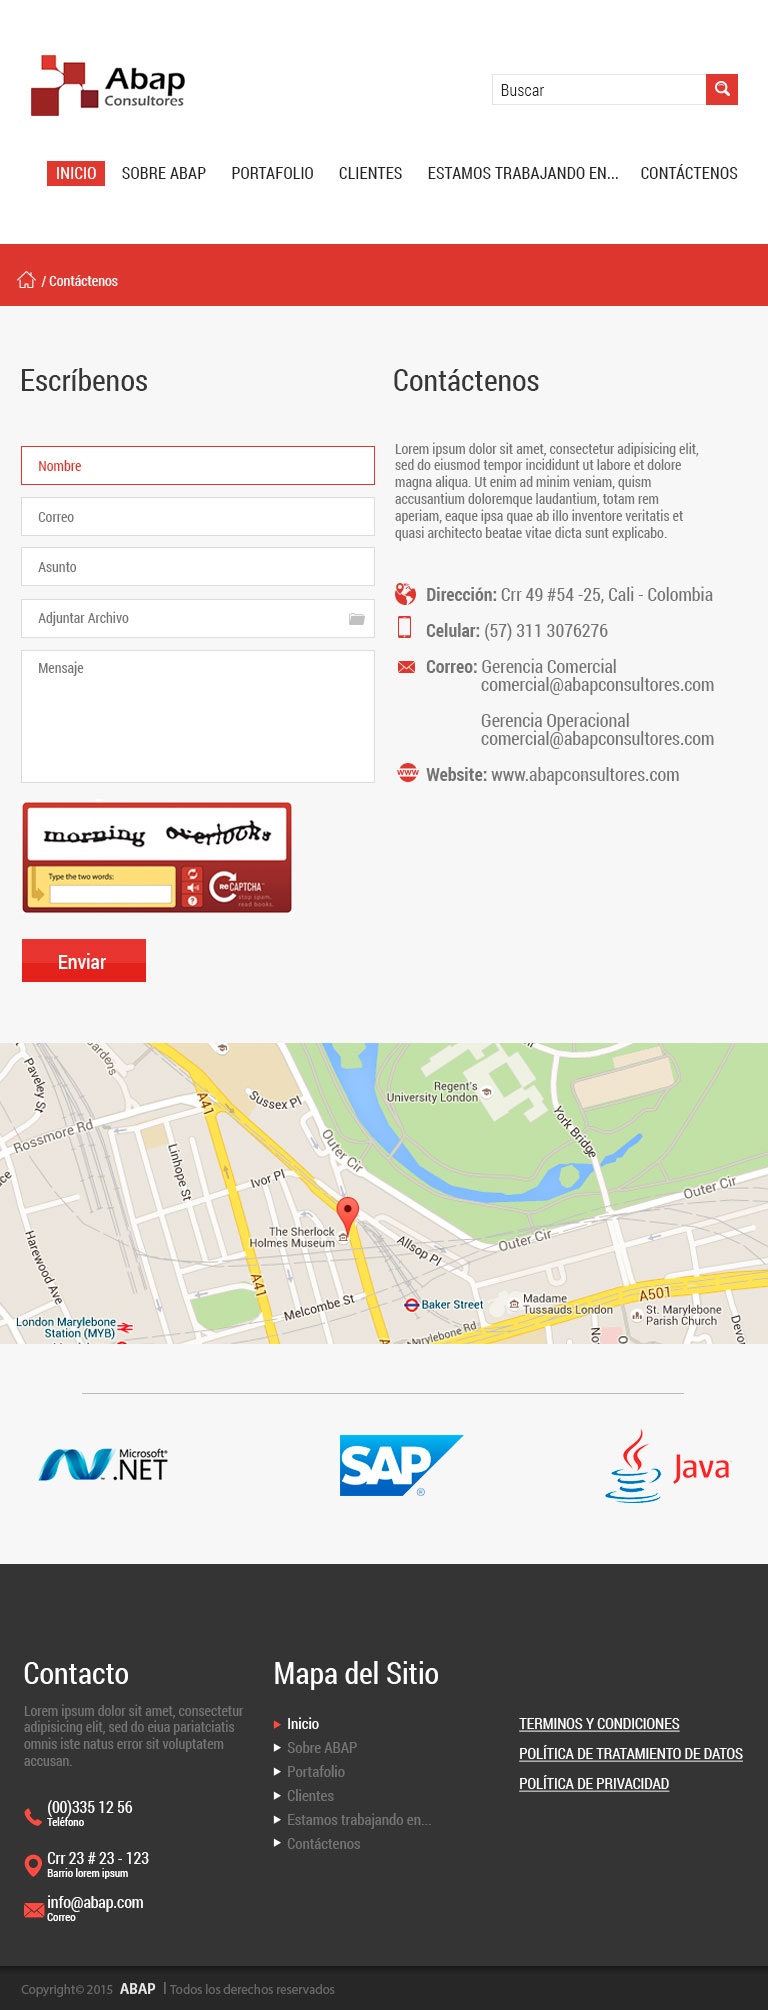 Abap
Consultores
Buscar
INICIO SOBRE ABAP PORTAFOLIO CLIENTES ESTAMOS TRABAJANDO EN... CONTÁCTENOS
/ Contáctenos
Escríbenos
Nombre
Correo
Asunto
Adjuntar Archivo
Mensaje
morning overlooks
Type the two words:
reCAPTCHA™
stop spam.
read books.
Enviar
Contáctenos
Lorem ipsum dolor sit amet, consectetur adipisicing elit,
sed do eiusmod tempor incididunt ut labore et dolore
magna aliqua. Ut enim ad minim veniam, quism
accusantium doloremque laudantium, totam rem
aperiam, eaque ipsa quae ab illo inventore veritatis et
quasi architecto beatae vitae dicta sunt explicabo.
Dirección: Crr 49 #54 -25, Cali - Colombia
Celular: (57) 311 3076276
Correo: Gerencia Comercial
comercial@abapconsultores.com
Gerencia Operacional
comercial@abapconsultores.com
www
Website: www.abapconsultores.com
Paveley St
Gardens
Rossmore Rd
A41
Sussex Pl
Regent's
University London
York Bridge
Outer Cir
Linhope St
Ivor Pl
Outer Cir
The Sherlock
Holmes Museum
Allsop Pl
Outer Cir
Harewood Ave
A41
Melcombe St
Baker Street
Madame
Tussauds London
A501
St. Marylebone
Parish Church
London Marylebone
Station (MYB)
Marylebone Rd
Microsoft®
.NET
SAP®
Java
Contacto
Lorem ipsum dolor sit amet, consectetur
adipisicing elit, sed do eiua pariatciatis
omnis iste natus error sit voluptatem
accusan.
(00)335 12 56
Teléfono
Crr 23 # 23 - 123
Barrio lorem ipsum
info@abap.com
Correo
Mapa del Sitio
Inicio
Sobre ABAP
Portafolio
Clientes
Estamos trabajando en...
Contáctenos
TERMINOS Y CONDICIONES
POLÍTICA DE TRATAMIENTO DE DATOS
POLÍTICA DE PRIVACIDAD
Copyright© 2015 ABAP | Todos los derechos reservados